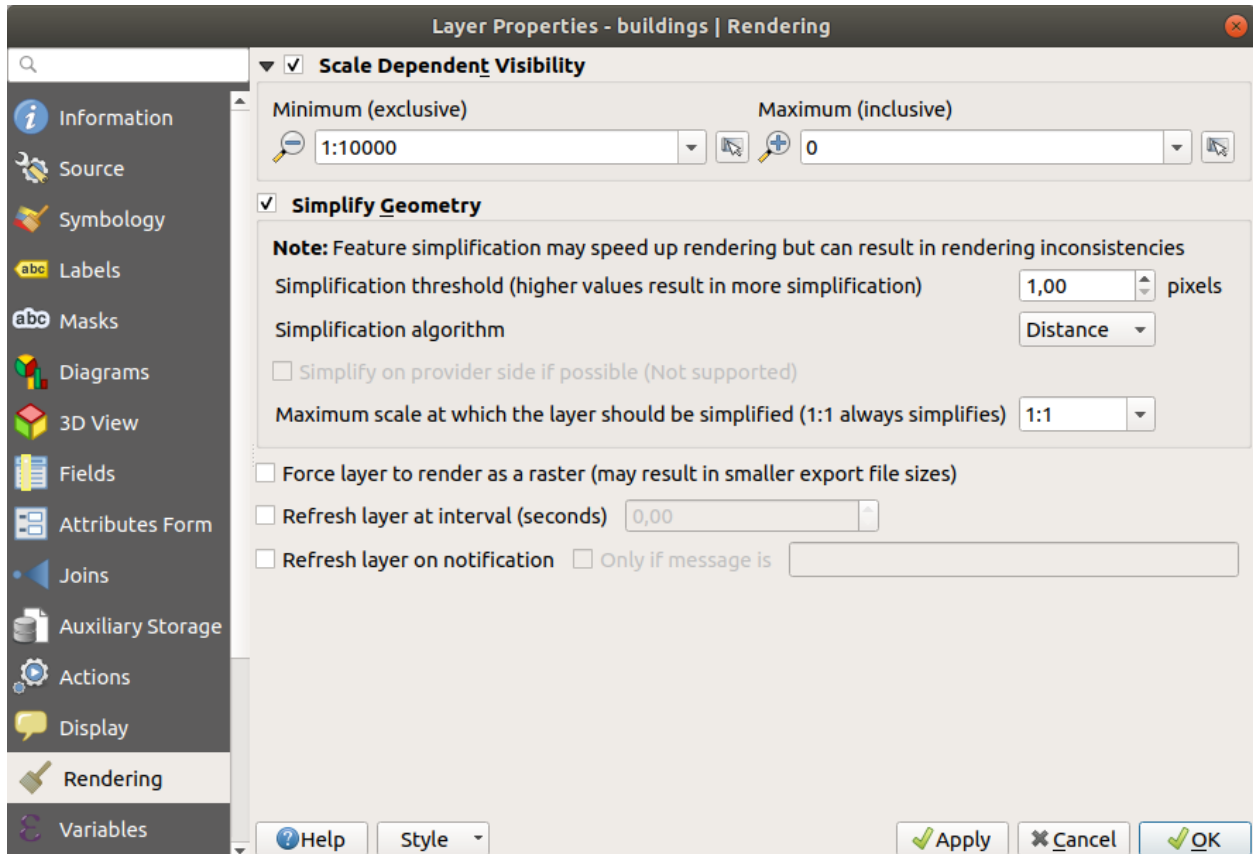 Layer Properties - buildings | Rendering
Information
Source
Symbology
abc Labels
abc Masks
Diagrams
3D View
Fields
Attributes Form
Joins
Auxiliary Storage
Actions
Display
Rendering
Variables
Scale Dependent Visibility
Minimum (exclusive) Maximum (inclusive)
1:10000 0
Simplify Geometry
Note: Feature simplification may speed up rendering but can result in rendering inconsistencies
Simplification threshold (higher values result in more simplification) 1,00 pixels
Simplification algorithm Distance
Simplify on provider side if possible (Not supported)
Maximum scale at which the layer should be simplified (1:1 always simplifies) 1:1
Force layer to render as a raster (may result in smaller export file sizes)
Refresh layer at interval (seconds) 0,00
Refresh layer on notification Only if message is
Help Style Apply Cancel OK